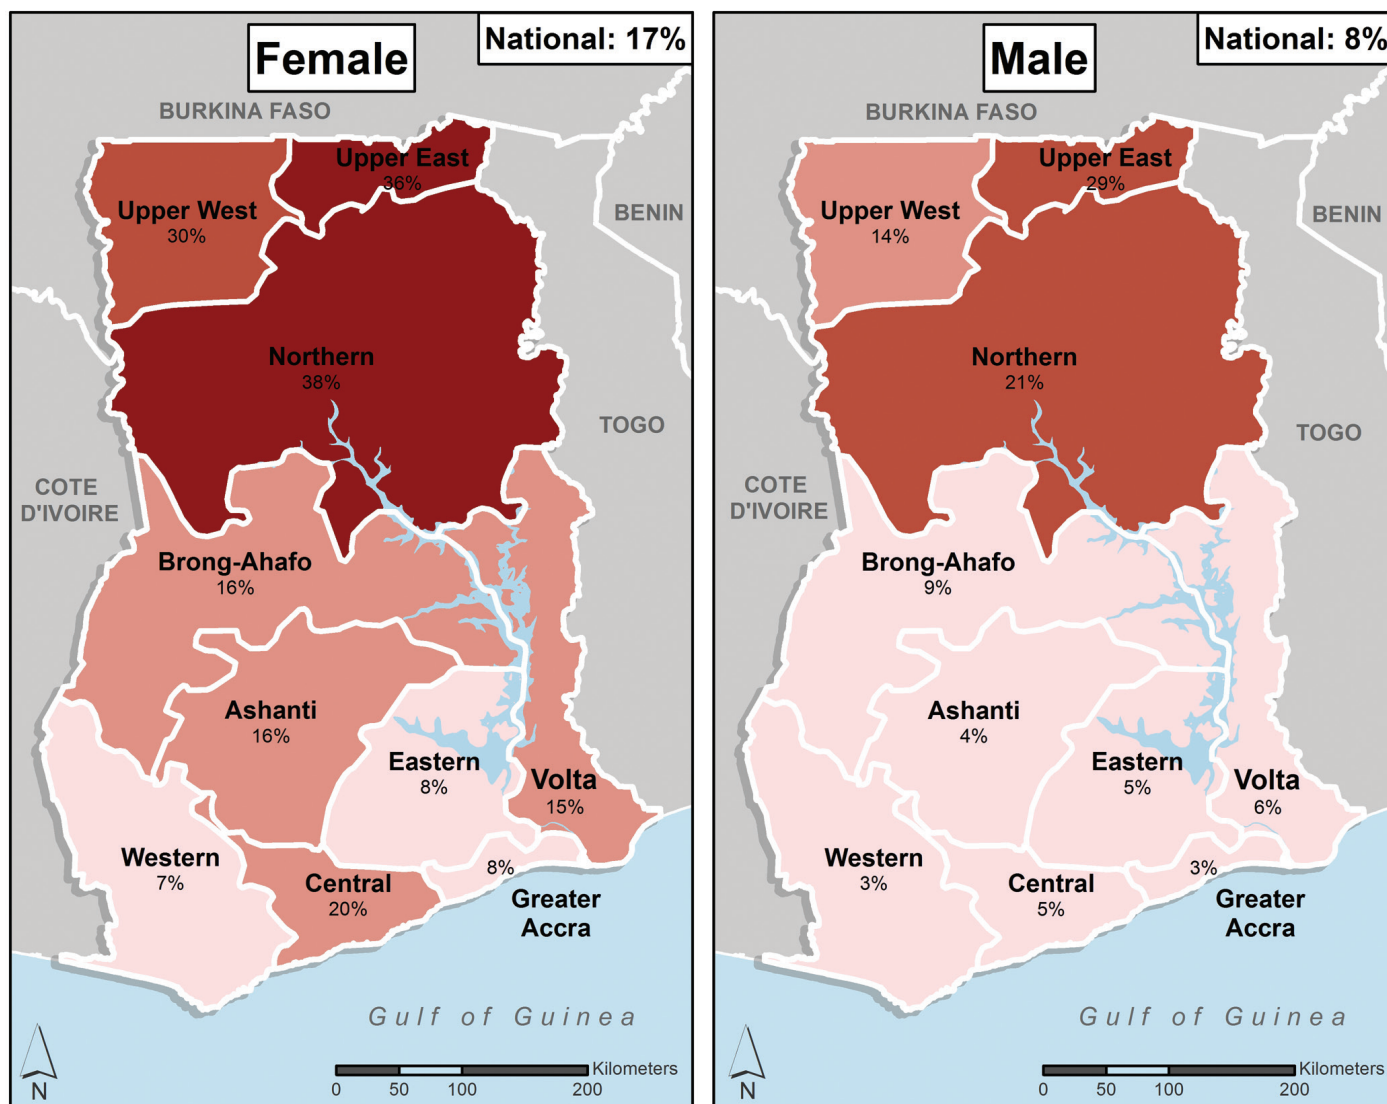 Female
National: 17%
BURKINA FASO
Upper East
36%
Upper West
30%
BENIN
Northern
38%
TOGO
COTE
D'IVOIRE
Brong-Ahafo
16%
Ashanti
16%
Eastern
8%
Volta
15%
Western
7%
Central
20%
8%
Greater
Accra
Gulf of Guinea
N
Kilometers
0 50 100 200
Male
National: 8%
BURKINA FASO
Upper East
29%
Upper West
14%
BENIN
Northern
21%
TOGO
COTE
D'IVOIRE
Brong-Ahafo
9%
Ashanti
4%
Eastern
5%
Volta
6%
Western
3%
Central
5%
3%
Greater
Accra
Gulf of Guinea
N
Kilometers
0 50 100 200